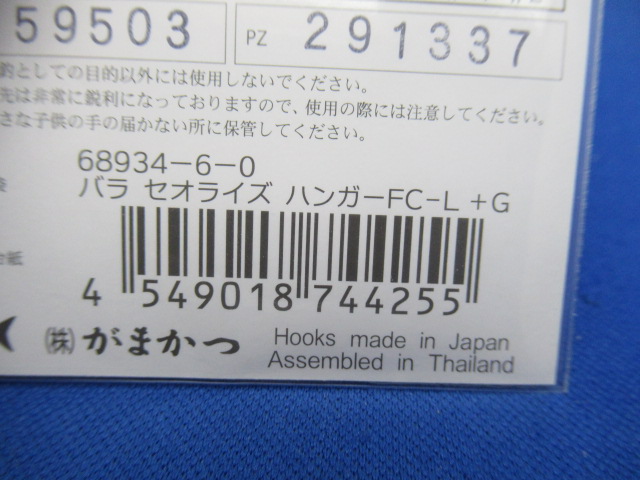 59503
PZ 291337
釣としての目的以外には使用しないでください。
先は非常に鋭利になっておりますので、使用の際には注意してください。
さな子供の手の届かない所に保管してください。
68934-6-0
バラ セオライズ ハンガーFC-L +G
4 549018 744255
合紙
㈱ がまかつ
Hooks made in Japan
Assembled in Thailand